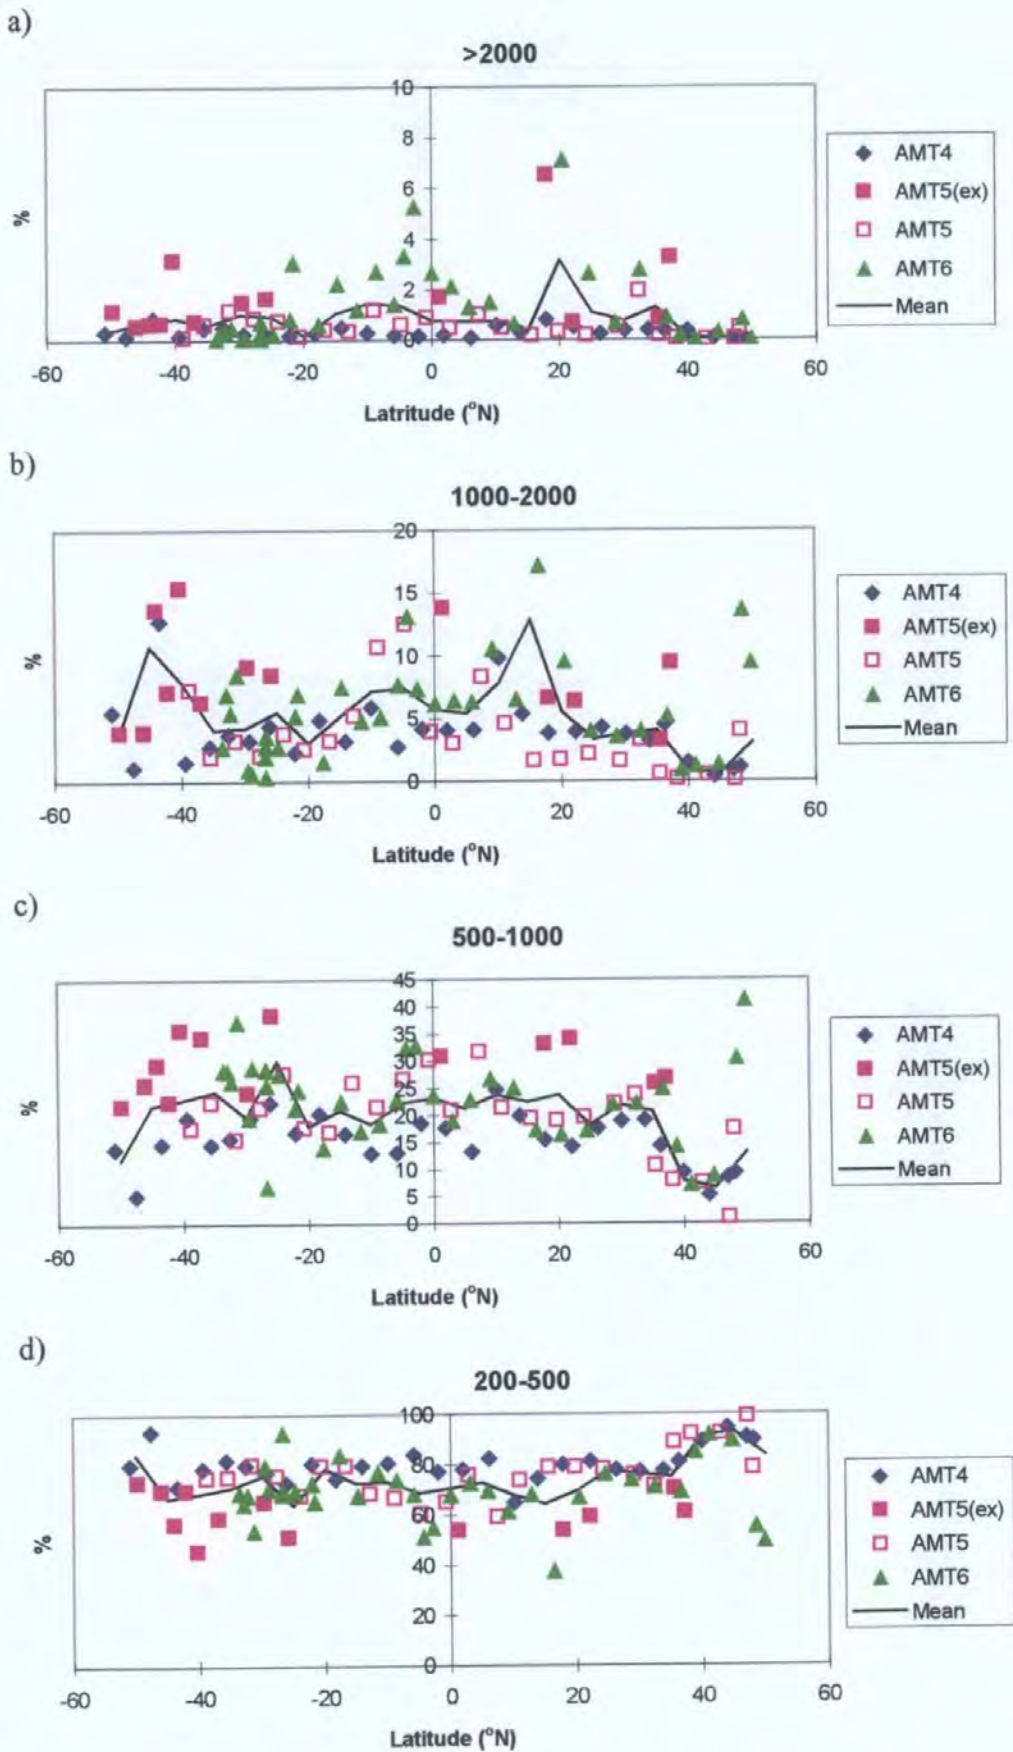 a)
>2000
10
8
6
4
2
0
%
-60 -40 -20 0 20 40 60
Latritude (°N)
AMT4
AMT5(ex)
AMT5
AMT6
Mean
b)
1000-2000
20
15
10
5
0
%
-60 -40 -20 0 20 40 60
Latitude (°N)
AMT4
AMT5(ex)
AMT5
AMT6
Mean
c)
500-1000
45
40
35
30
25
20
15
10
5
0
%
-60 -40 -20 0 20 40 60
Latitude (°N)
AMT4
AMT5(ex)
AMT5
AMT6
Mean
d)
200-500
100
80
60
40
20
0
%
-60 -40 -20 0 20 40 60
Latitude (°N)
AMT4
AMT5(ex)
AMT5
AMT6
Mean